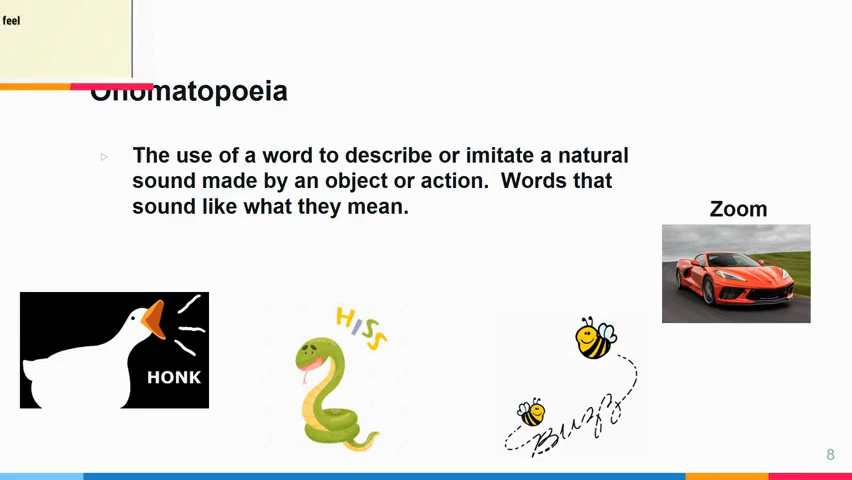 feel
Onomatopoeia
The use of a word to describe or imitate a natural
sound made by an object or action. Words that
sound like what they mean.
Zoom
HISS
HONK
Buzzz
8